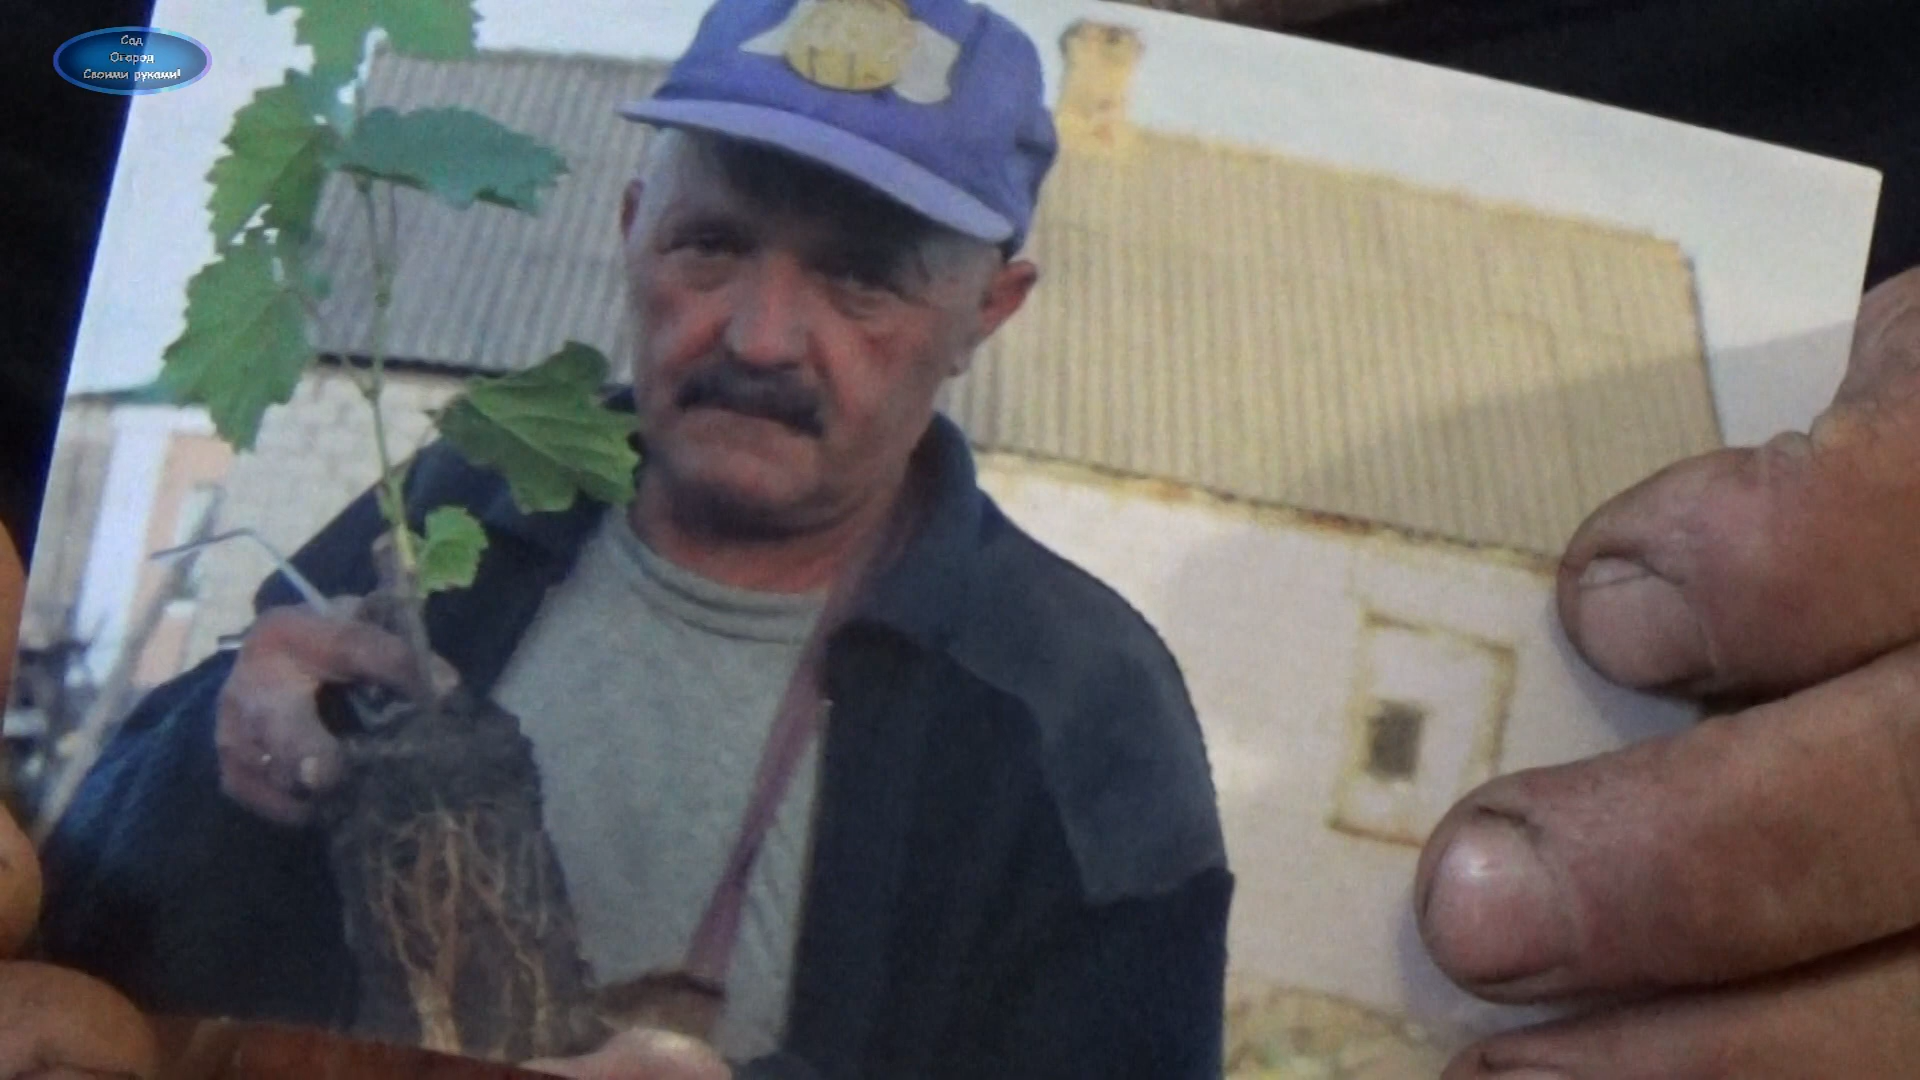 Сад
Огород
Своими руками!